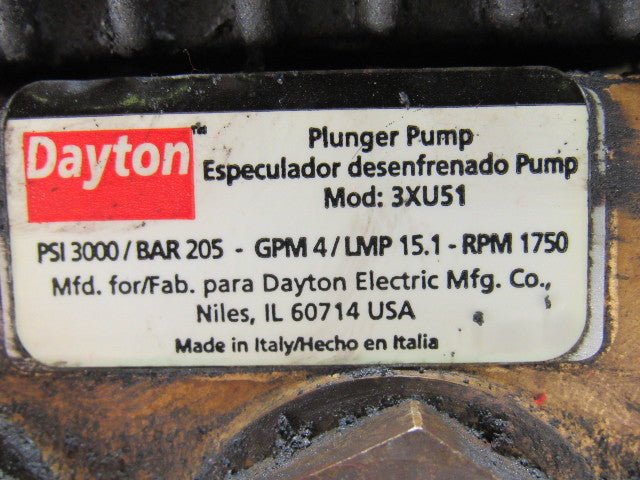 Dayton™
Plunger Pump
Especulador desenfrenado Pump
Mod: 3XU51
PSI 3000 / BAR 205 - GPM 4 / LMP 15.1 - RPM 1750
Mfd. for/Fab. para Dayton Electric Mfg. Co.,
Niles, IL 60714 USA
Made in Italy/Hecho en Italia